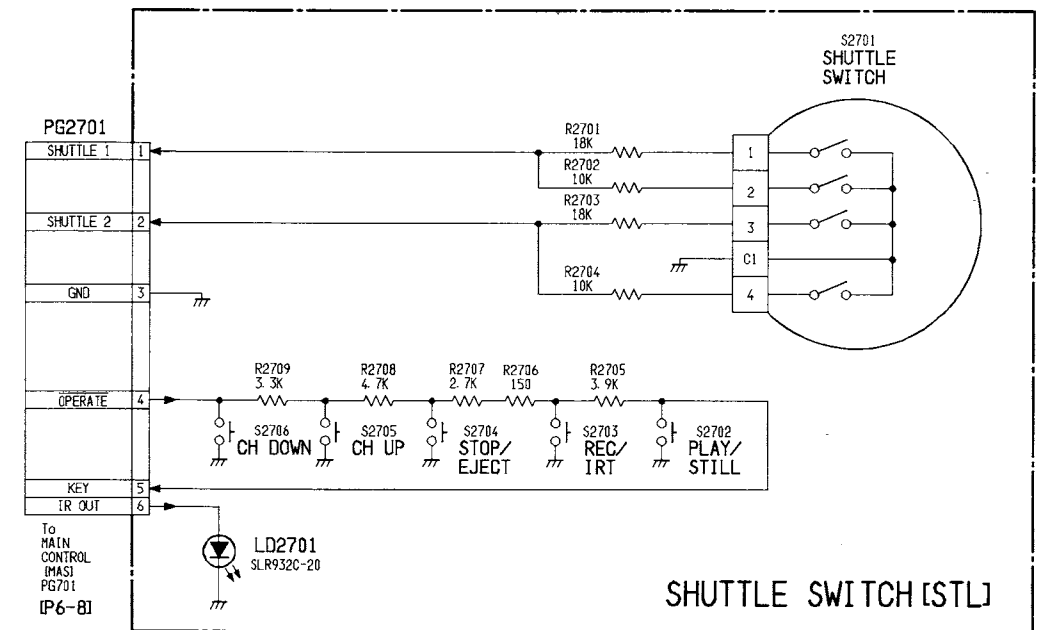 S2701
SHUTTLE
SWITCH
PG2701
SHUTTLE 1 1
SHUTTLE 2 2
GND 3
OPERATE 4
KEY 5
IR OUT 6
To
MAIN
CONTROL
[MAS]
PG701
[P6-8]
R2701
18K
R2702
10K
R2703
18K
R2704
10K
1
2
3
C1
4
R2709
3.3K
R2708
4.7K
R2707
2.7K
R2706
150
R2705
3.9K
S2706
CH DOWN
S2705
CH UP
S2704
STOP/
EJECT
S2703
REC/
IRT
S2702
PLAY/
STILL
LD2701
SLR932C-20
SHUTTLE SWITCH [STL]